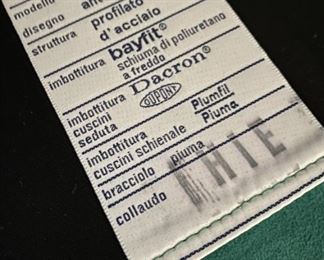 modello
disegno
struttura profilato
d'acciaio
bayfit®
imbottitura schiuma di poliuretano
a freddo
Dacron®
DUPONT
imbottitura
cuscini
seduta Plumfil
Piuma
imbottitura
cuscini schienale
bracciolo piuma
collaudo